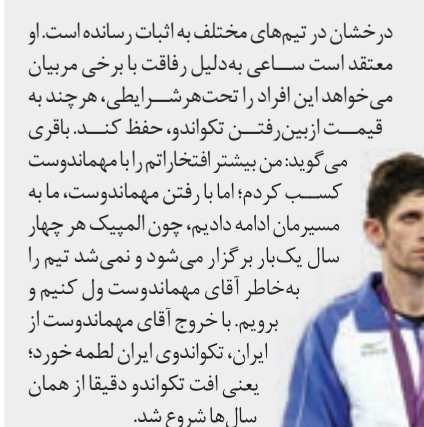 درخشان در تیم‌های مختلف به اثبات رسانده است. او
معتقد است ساعی به‌دلیل رفاقت با برخی مربیان
می‌خواهد این افراد را تحت هر شرایطی، هرچند به
قیمت ازبین‌رفتن تکواندو، حفظ کند. باقری
می‌گوید: من بیشتر افتخاراتم را با مهماندوست
کسب کردم؛ اما با رفتن مهماندوست، ما به
مسیرمان ادامه دادیم، چون المپیک هر چهار
سال یک‌بار برگزار می‌شود و نمی‌شد تیم را
به‌خاطر آقای مهماندوست ول کنیم و
برویم. با خروج آقای مهماندوست از
ایران، تکواندوی ایران لطمه خورد؛
یعنی افت تکواندو دقیقا از همان
سال‌ها شروع شد.